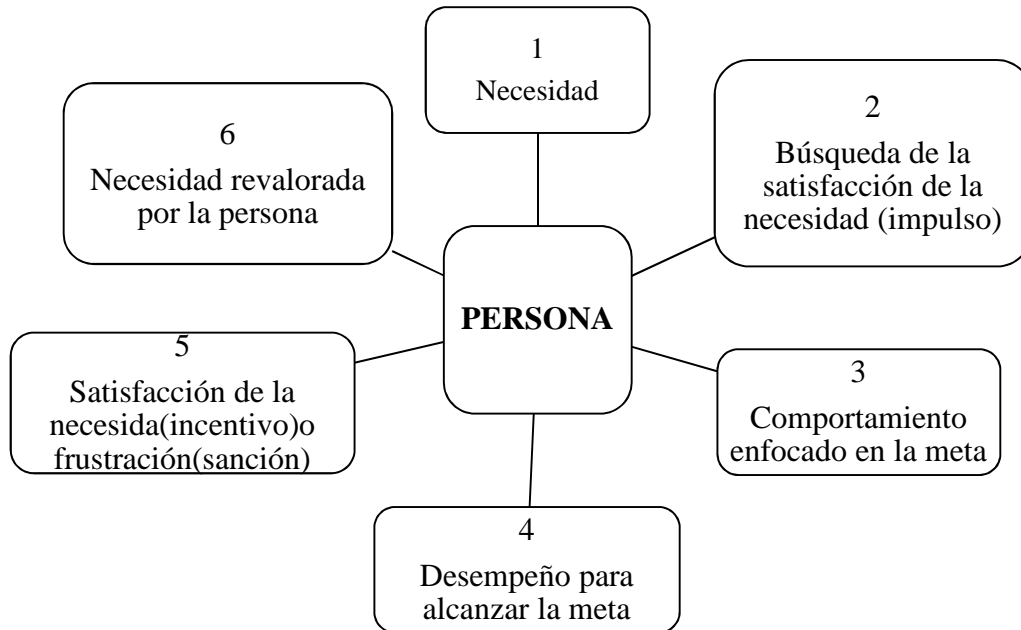 1
Necesidad
2
Búsqueda de la
satisfacción de la
necesidad (impulso)
3
Comportamiento
enfocado en la meta
4
Desempeño para
alcanzar la meta
5
Satisfacción de la
necesida(incentivo)o
frustración(sanción)
6
Necesidad revalorada
por la persona
PERSONA